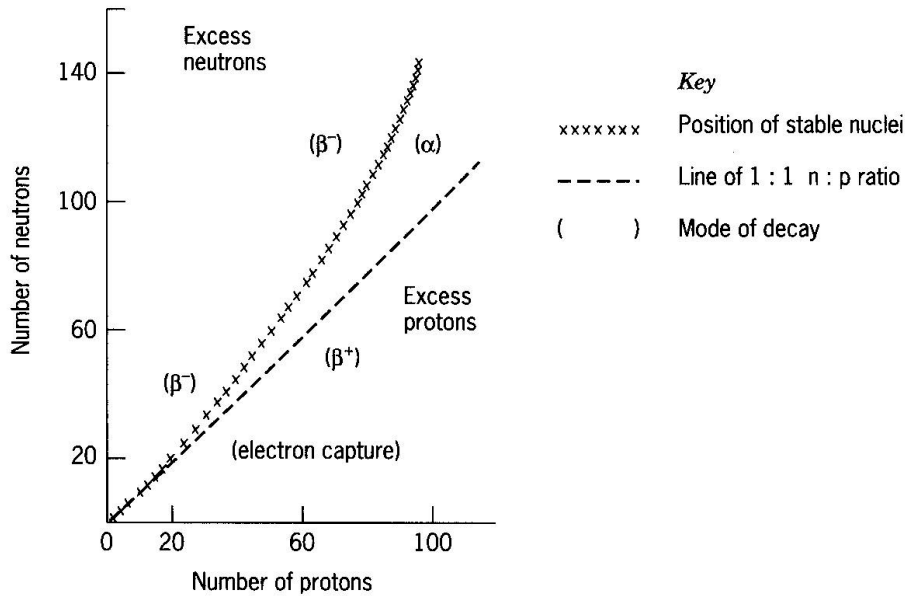 Excess
neutrons
140
(β⁻)
(α)
100
Number of neutrons
Excess
protons
60
(β⁺)
(β⁻)
(electron capture)
20
0
20
60
100
Number of protons
Key
xxxxxxx Position of stable nuclei
Line of 1 : 1 n : p ratio
( ) Mode of decay